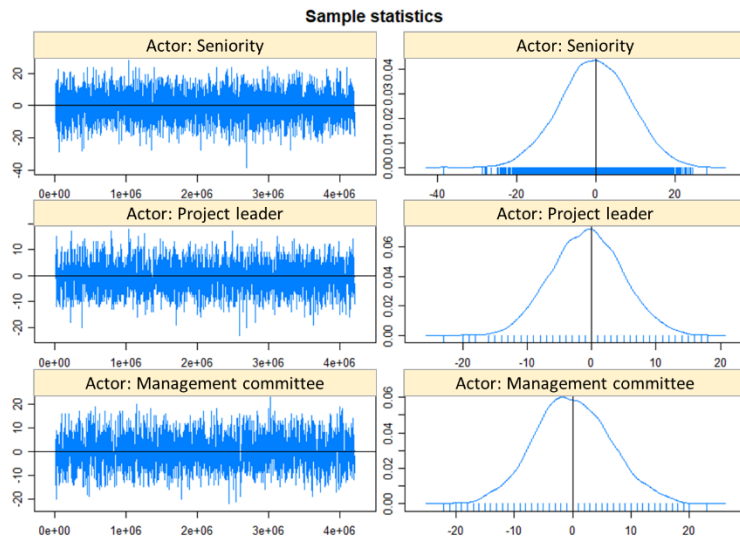 Sample statistics
Actor: Seniority
20
0
-20
-40
0e+00 1e+06 2e+06 3e+06 4e+06
Actor: Seniority
0.00 0.01 0.02 0.03 0.04
-40 -20 0 20
Actor: Project leader
10
0
-10
-20
0e+00 1e+06 2e+06 3e+06 4e+06
Actor: Project leader
0.06
0.04
0.02
0.00
-20 -10 0 10 20
Actor: Management committee
20
10
0
-10
-20
0e+00 1e+06 2e+06 3e+06 4e+06
Actor: Management committee
0.06
0.04
0.02
0.00
-20 -10 0 10 20